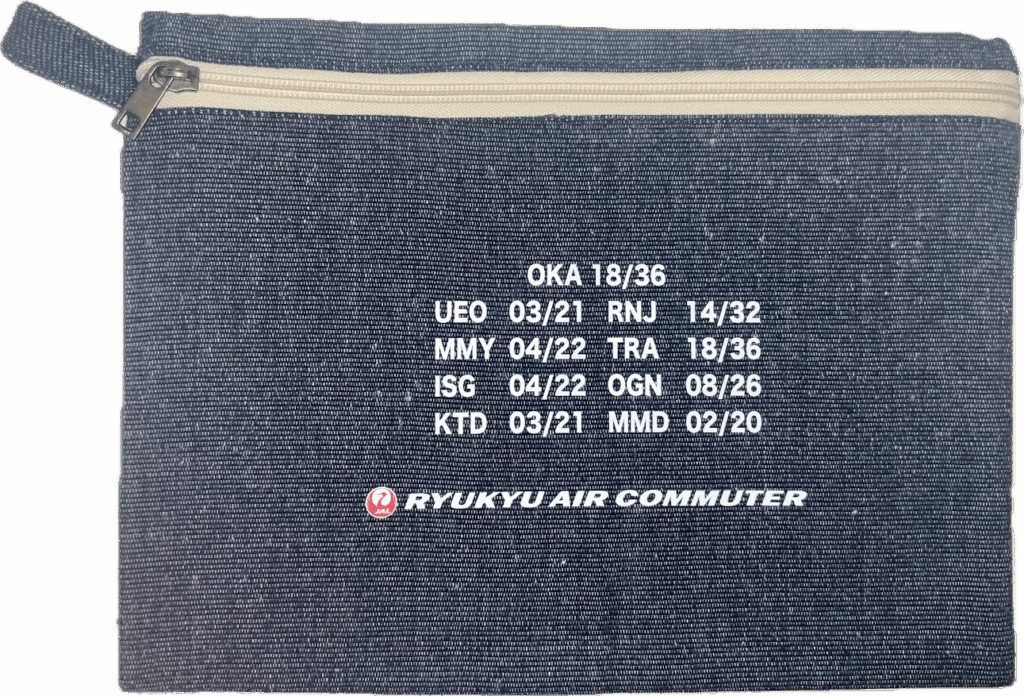 OKA 18/36
UEO 03/21 RNJ 14/32
MMY 04/22 TRA 18/36
ISG 04/22 OGN 08/26
KTD 03/21 MMD 02/20
JAL RYUKYU AIR COMMUTER